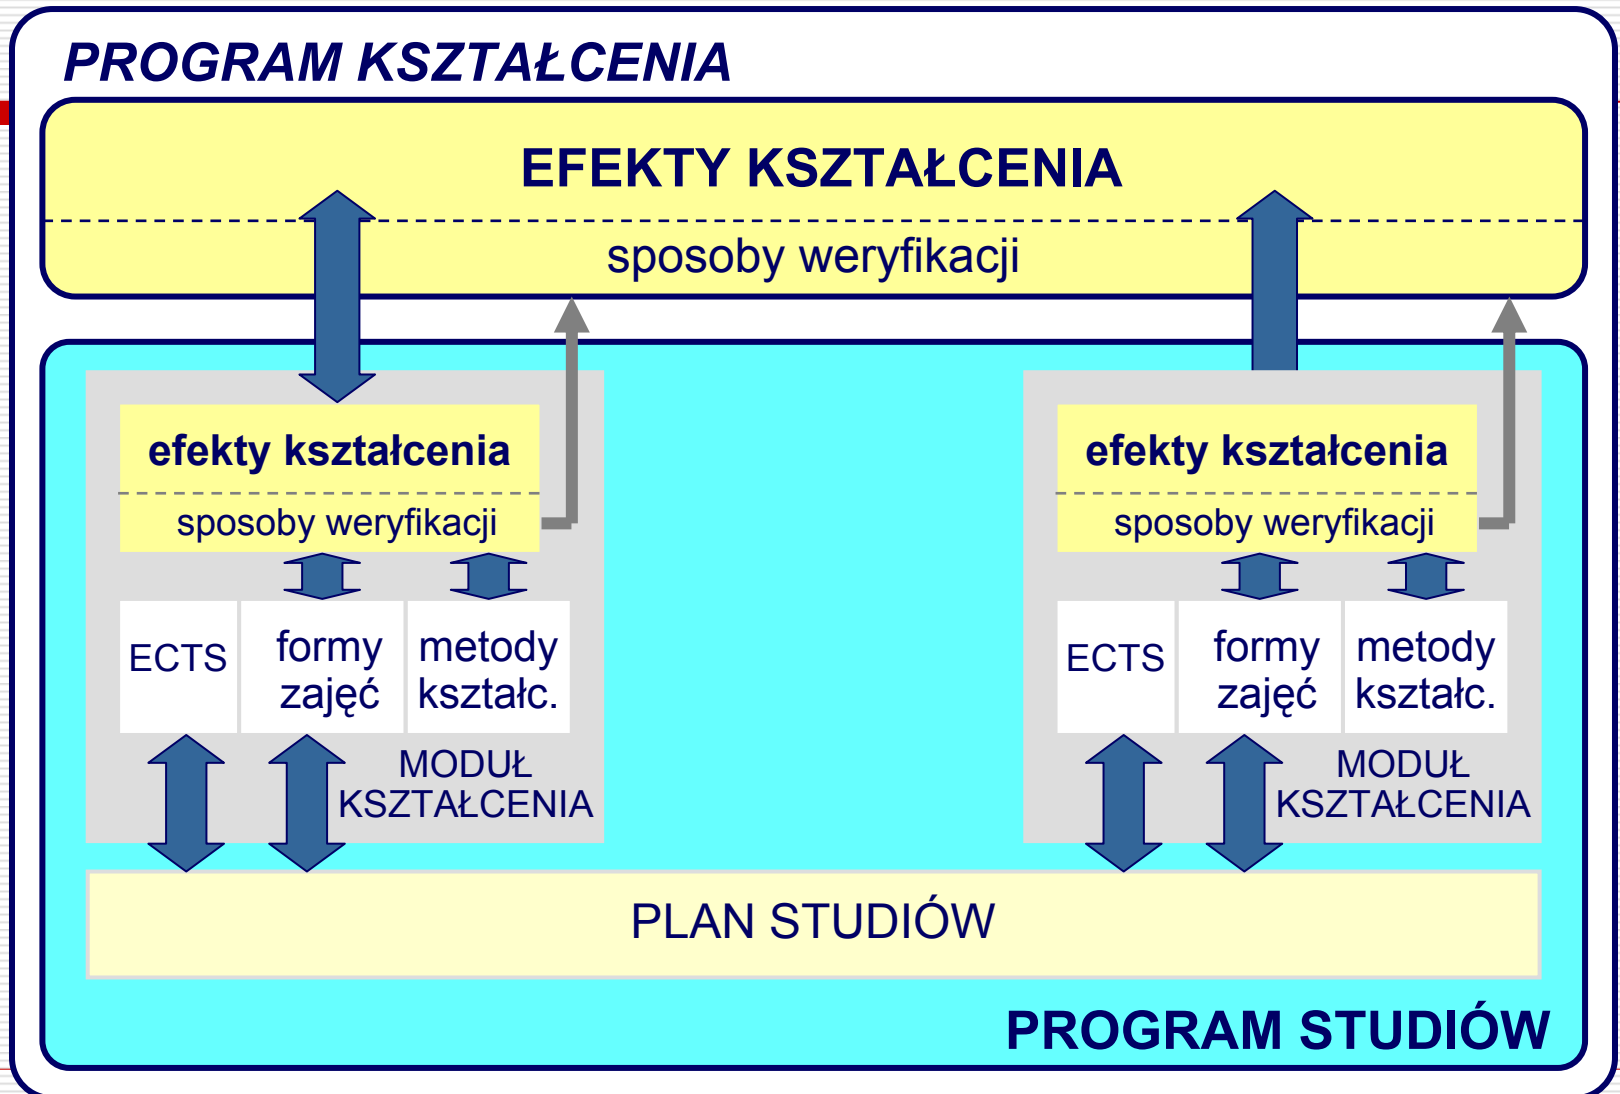 PROGRAM KSZTAŁCENIA
EFEKTY KSZTAŁCENIA
sposoby weryfikacji
efekty kształcenia
sposoby weryfikacji
ECTS
formy
zajęć
metody
kształc.
MODUŁ
KSZTAŁCENIA
efekty kształcenia
sposoby weryfikacji
ECTS
formy
zajęć
metody
kształc.
MODUŁ
KSZTAŁCENIA
PLAN STUDIÓW
PROGRAM STUDIÓW